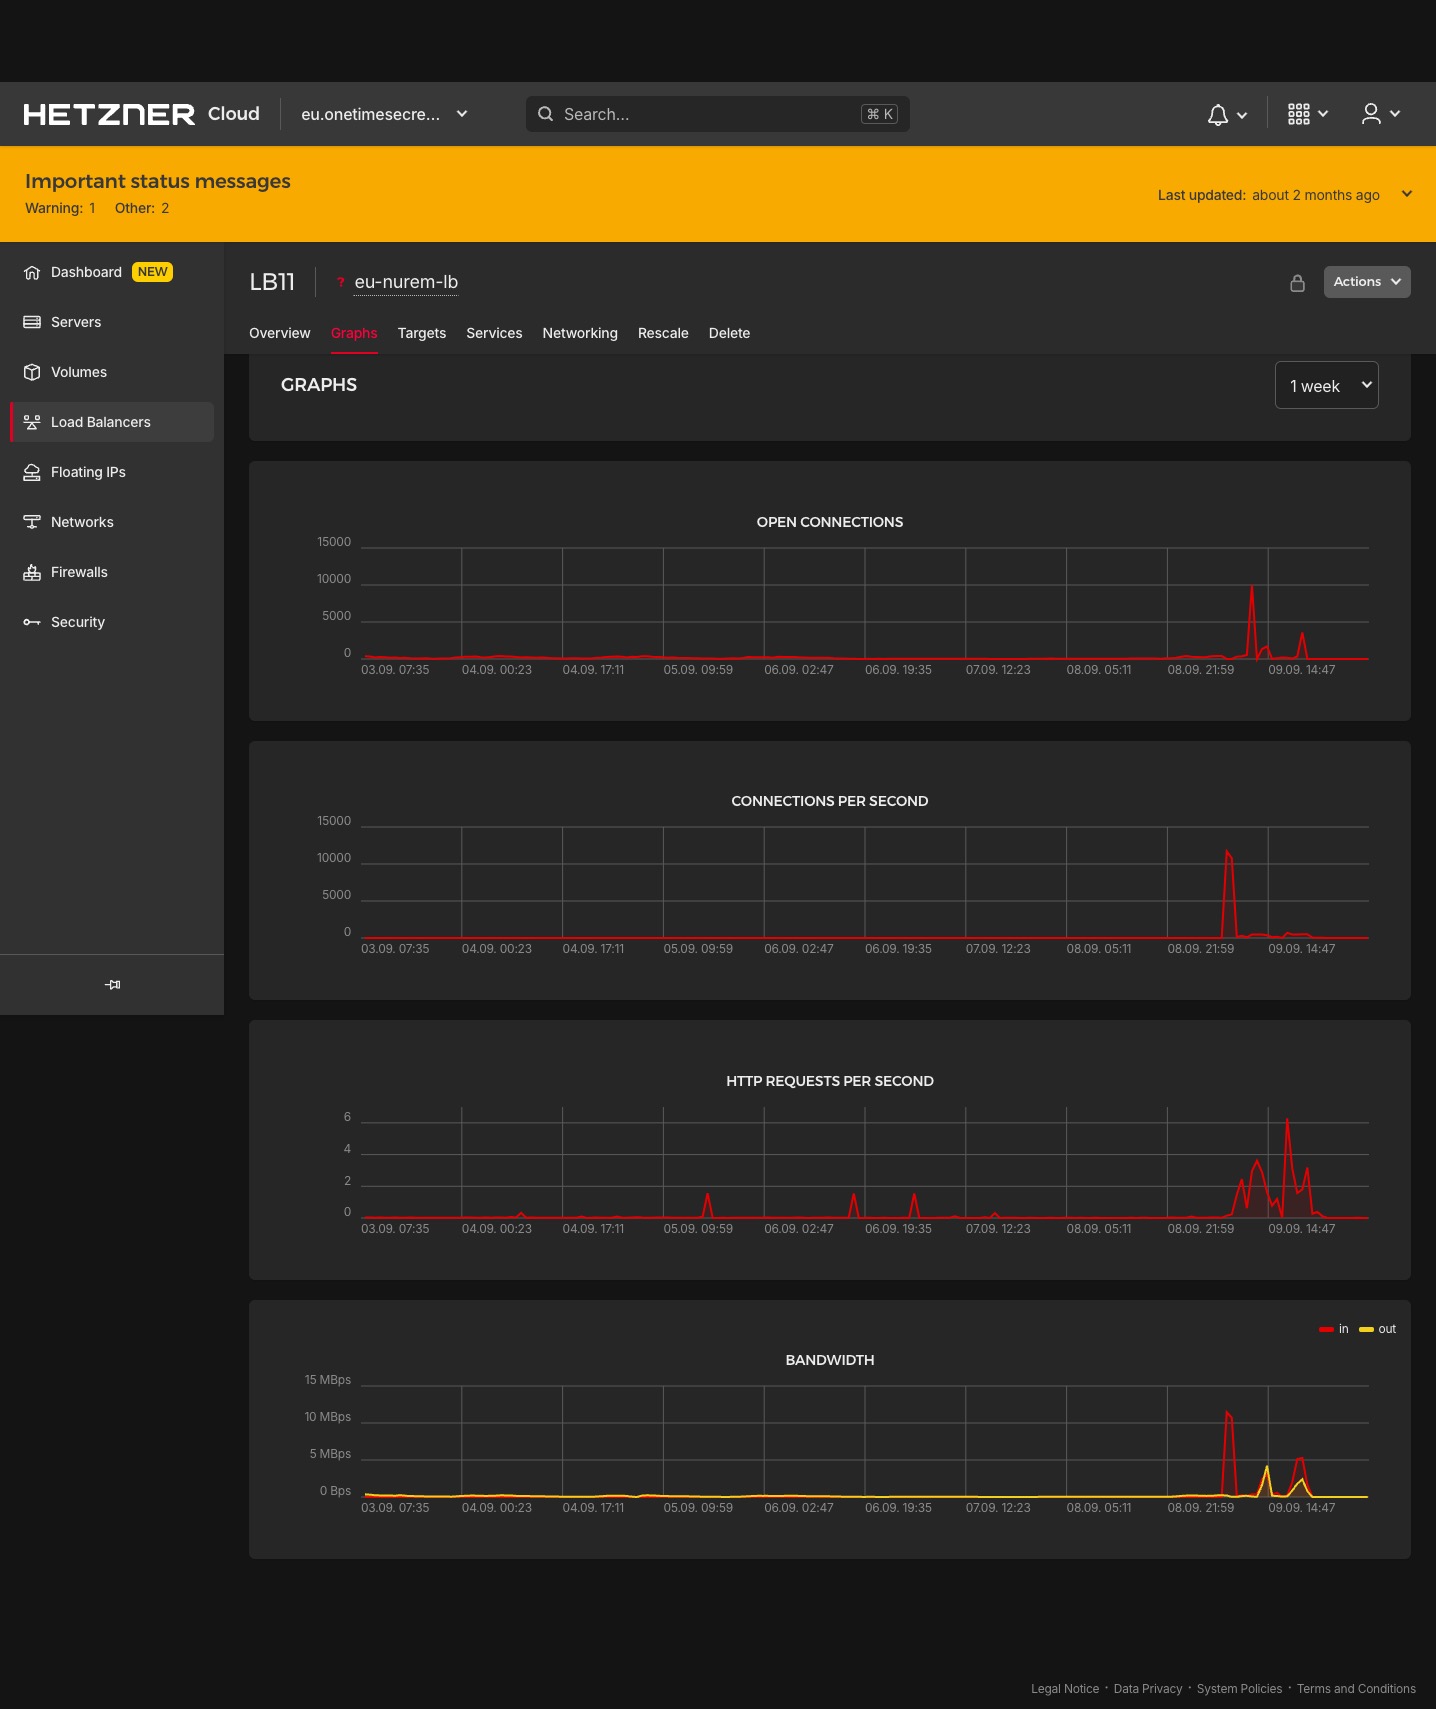 HETZNER Cloud eu.onetimesecre... Search... ⌘ K
Important status messages
Warning: 1 Other: 2
Last updated: about 2 months ago
Dashboard NEW
Servers
Volumes
Load Balancers
Floating IPs
Networks
Firewalls
Security
LB11 ? eu-nurem-lb Actions
Overview Graphs Targets Services Networking Rescale Delete
GRAPHS 1 week
OPEN CONNECTIONS
15000
10000
5000
0
03.09. 07:35 04.09. 00:23 04.09. 17:11 05.09. 09:59 06.09. 02:47 06.09. 19:35 07.09. 12:23 08.09. 05:11 08.09. 21:59 09.09. 14:47
CONNECTIONS PER SECOND
15000
10000
5000
0
03.09. 07:35 04.09. 00:23 04.09. 17:11 05.09. 09:59 06.09. 02:47 06.09. 19:35 07.09. 12:23 08.09. 05:11 08.09. 21:59 09.09. 14:47
HTTP REQUESTS PER SECOND
6
4
2
0
03.09. 07:35 04.09. 00:23 04.09. 17:11 05.09. 09:59 06.09. 02:47 06.09. 19:35 07.09. 12:23 08.09. 05:11 08.09. 21:59 09.09. 14:47
in out
BANDWIDTH
15 MBps
10 MBps
5 MBps
0 Bps
03.09. 07:35 04.09. 00:23 04.09. 17:11 05.09. 09:59 06.09. 02:47 06.09. 19:35 07.09. 12:23 08.09. 05:11 08.09. 21:59 09.09. 14:47
Legal Notice · Data Privacy · System Policies · Terms and Conditions